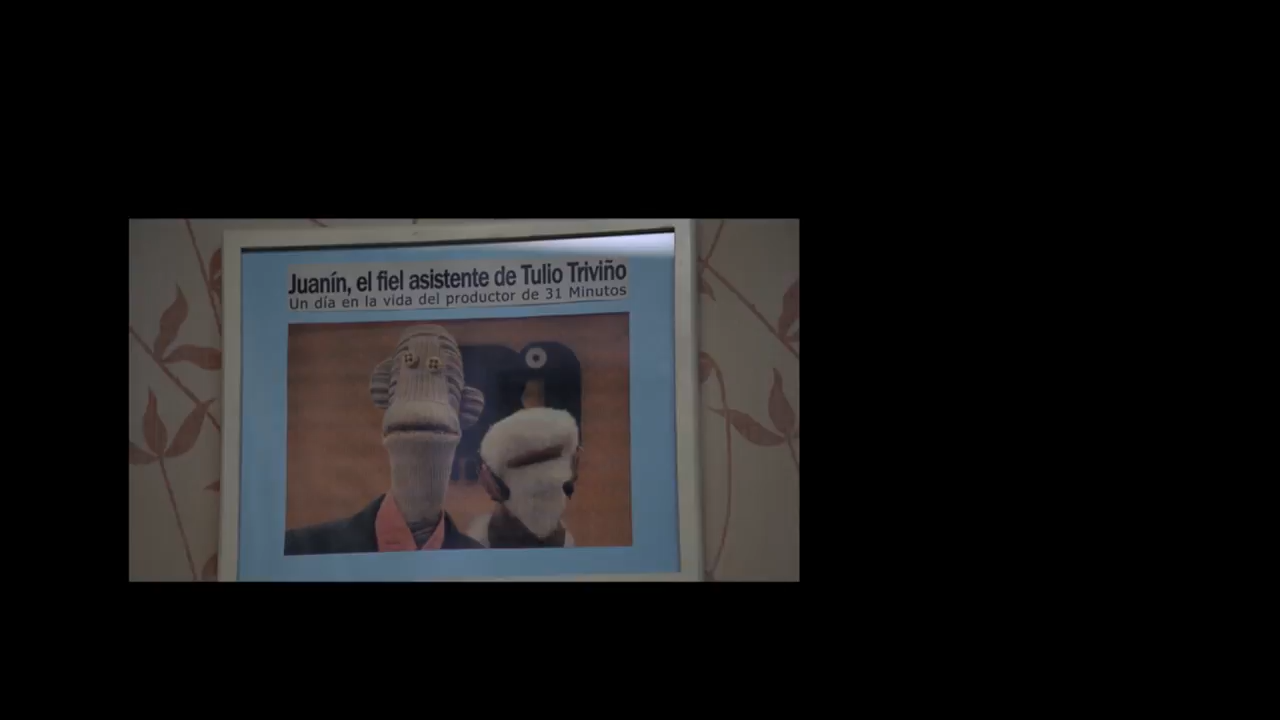 Juanín, el fiel asistente de Tulio Triviño
Un día en la vida del productor de 31 Minutos